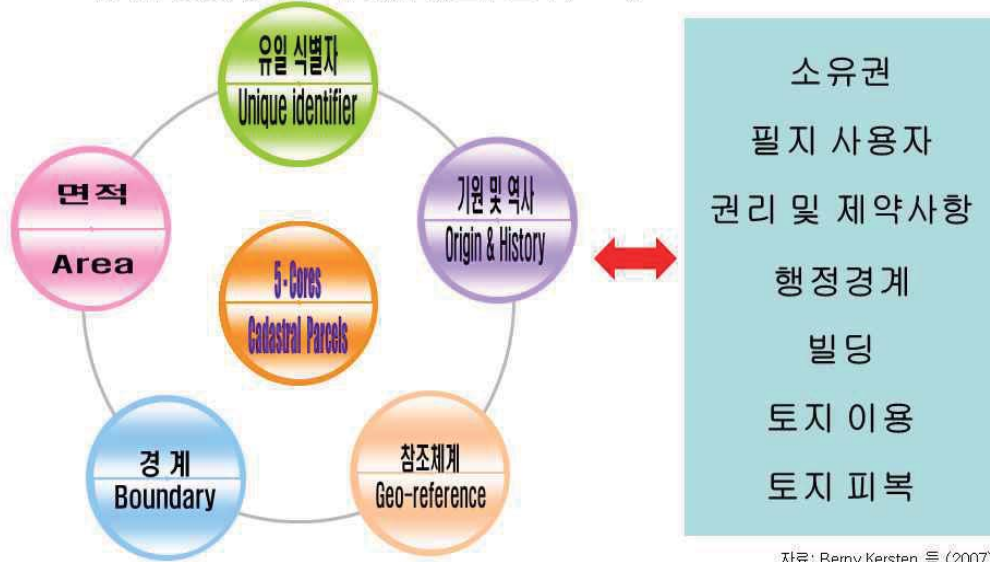 유일 식별자
Unique identifier
면적
Area
기원 및 역사
Origin & History
5-Cores
Cadastral Parcels
경 계
Boundary
참조체계
Geo-reference
소유권
필지 사용자
권리 및 제약사항
행정경계
빌딩
토지 이용
토지 피복
자료: Berny Kersten 등 (2007)